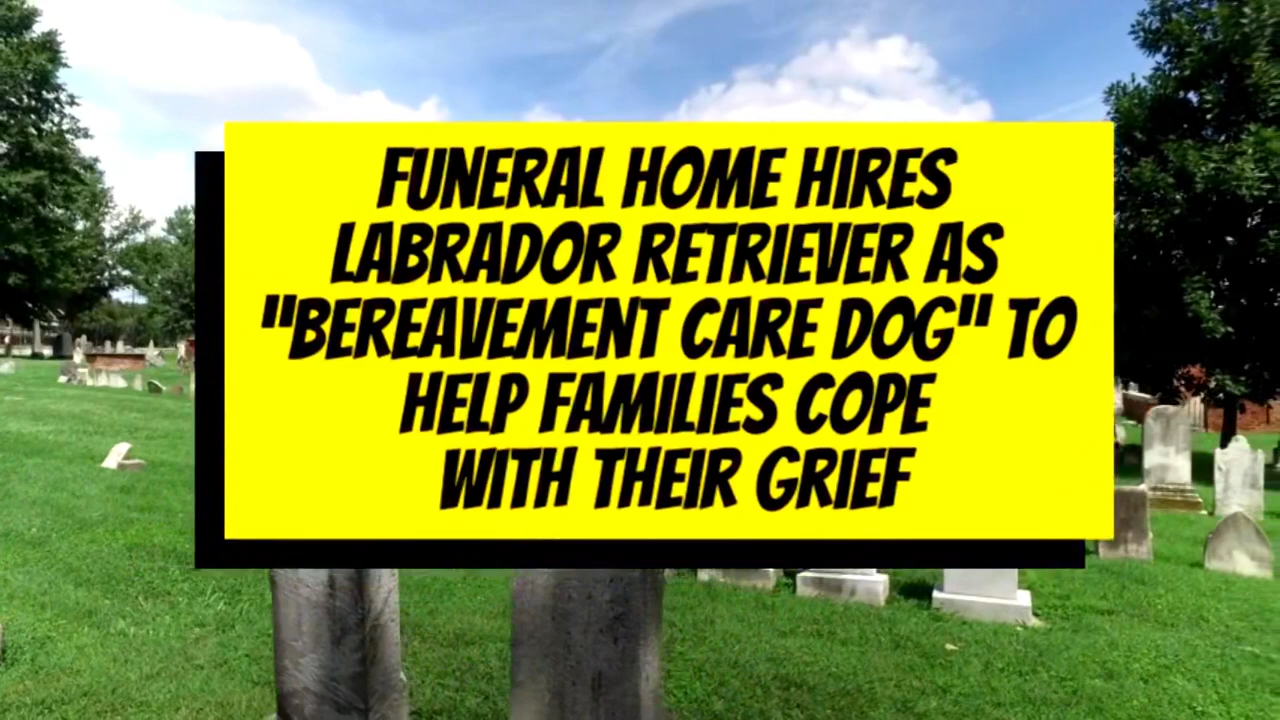 FUNERAL HOME HIRES
LABRADOR RETRIEVER AS
"BEREAVEMENT CARE DOG" TO
HELP FAMILIES COPE
WITH THEIR GRIEF